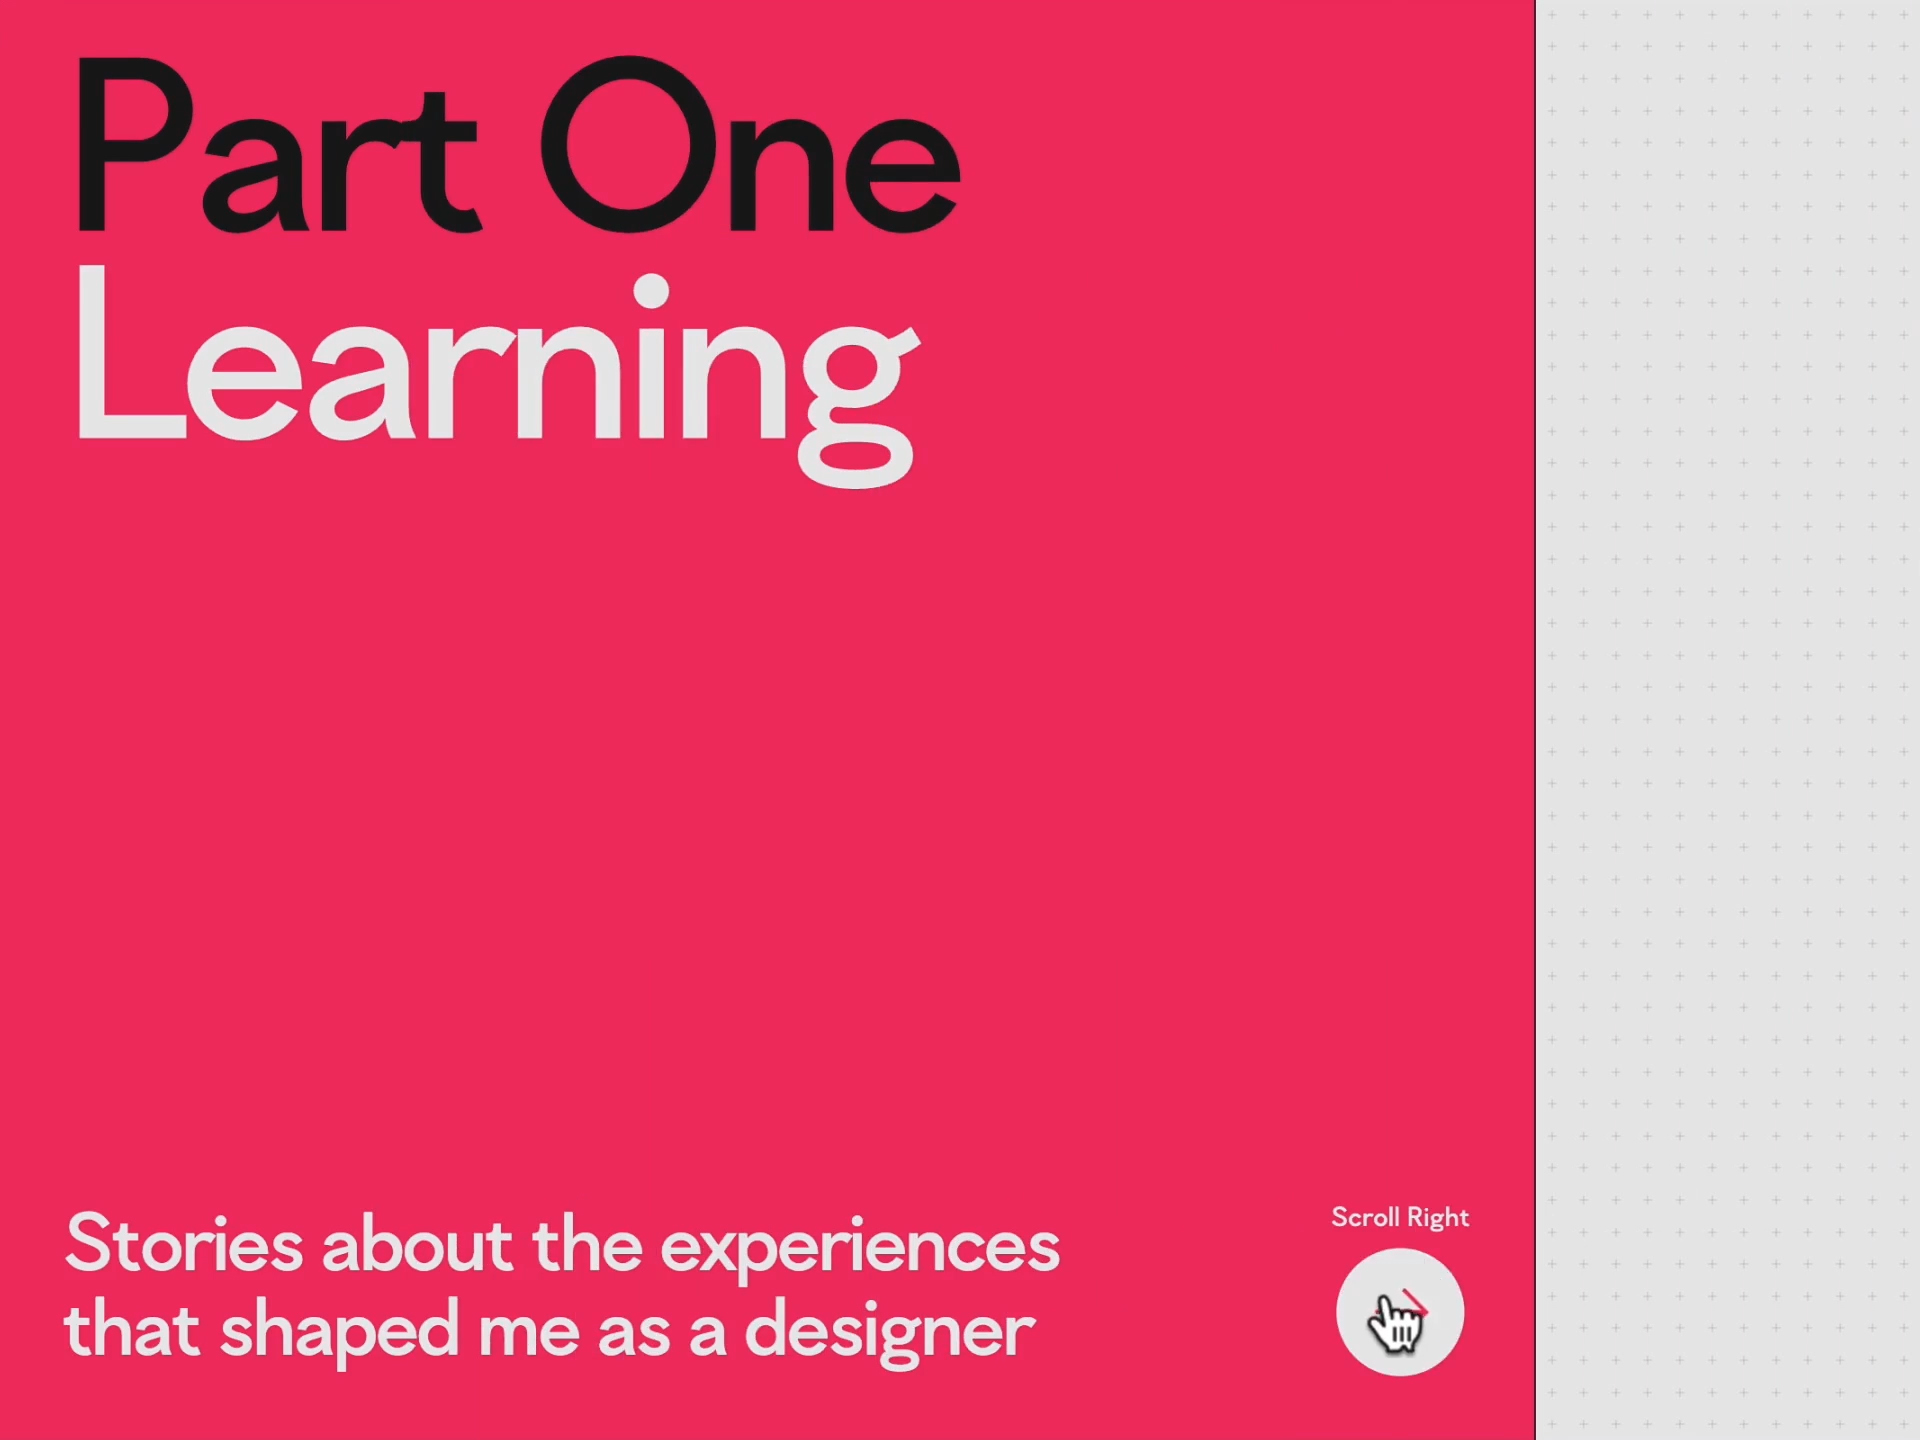 Part One
Learning
Stories about the experiences
that shaped me as a designer
Scroll Right